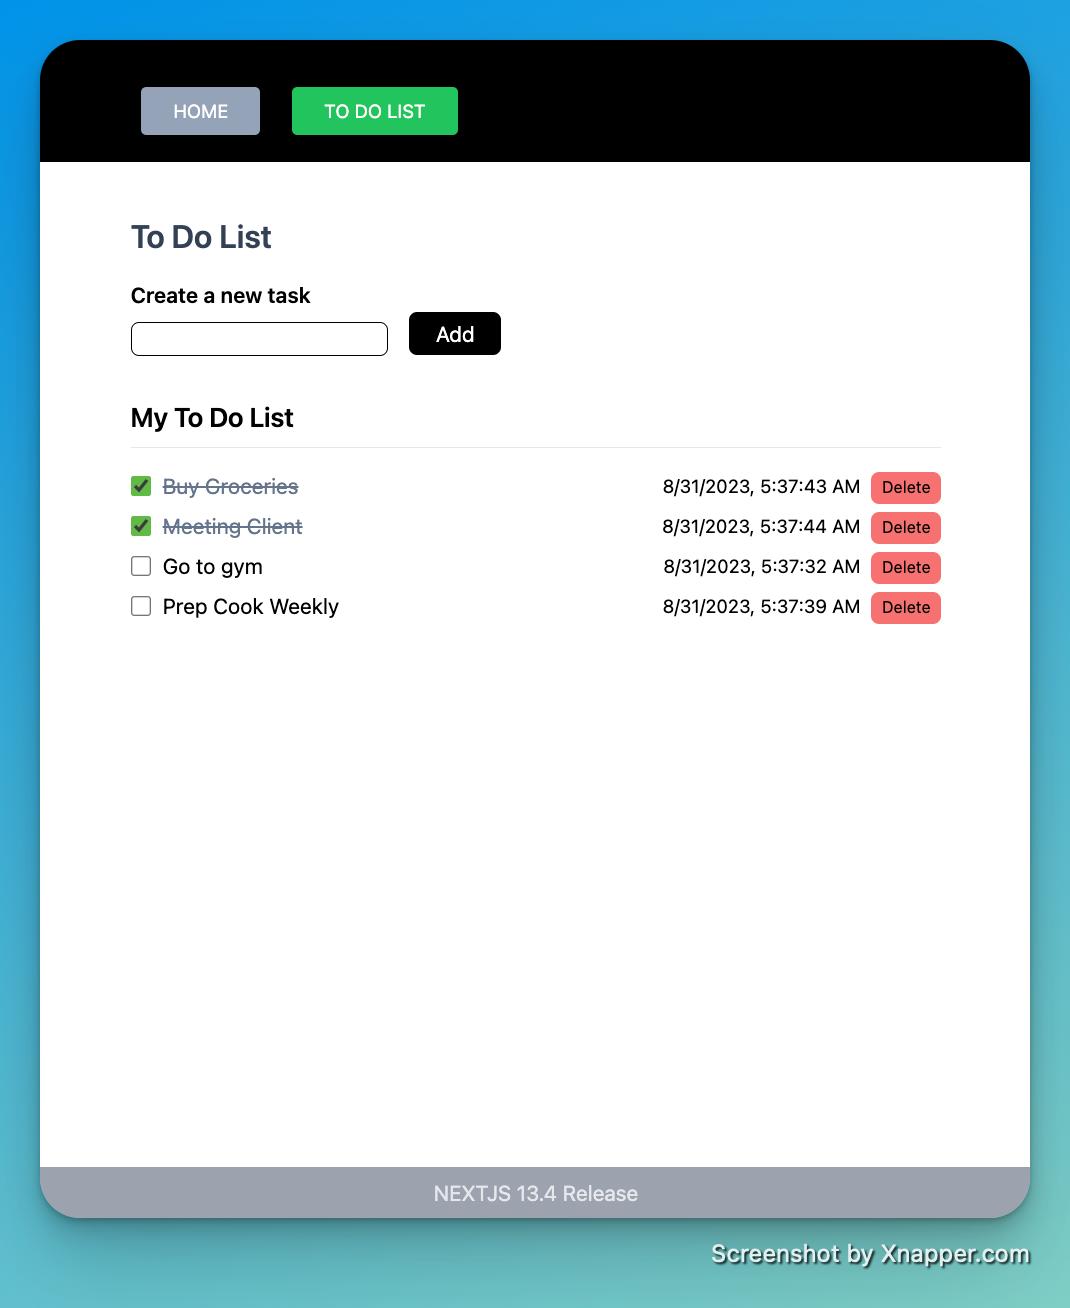 HOME TO DO LIST
To Do List
Create a new task
Add
My To Do List
Buy Groceries 8/31/2023, 5:37:43 AM Delete
Meeting Client 8/31/2023, 5:37:44 AM Delete
Go to gym 8/31/2023, 5:37:32 AM Delete
Prep Cook Weekly 8/31/2023, 5:37:39 AM Delete
NEXTJS 13.4 Release
Screenshot by Xnapper.com